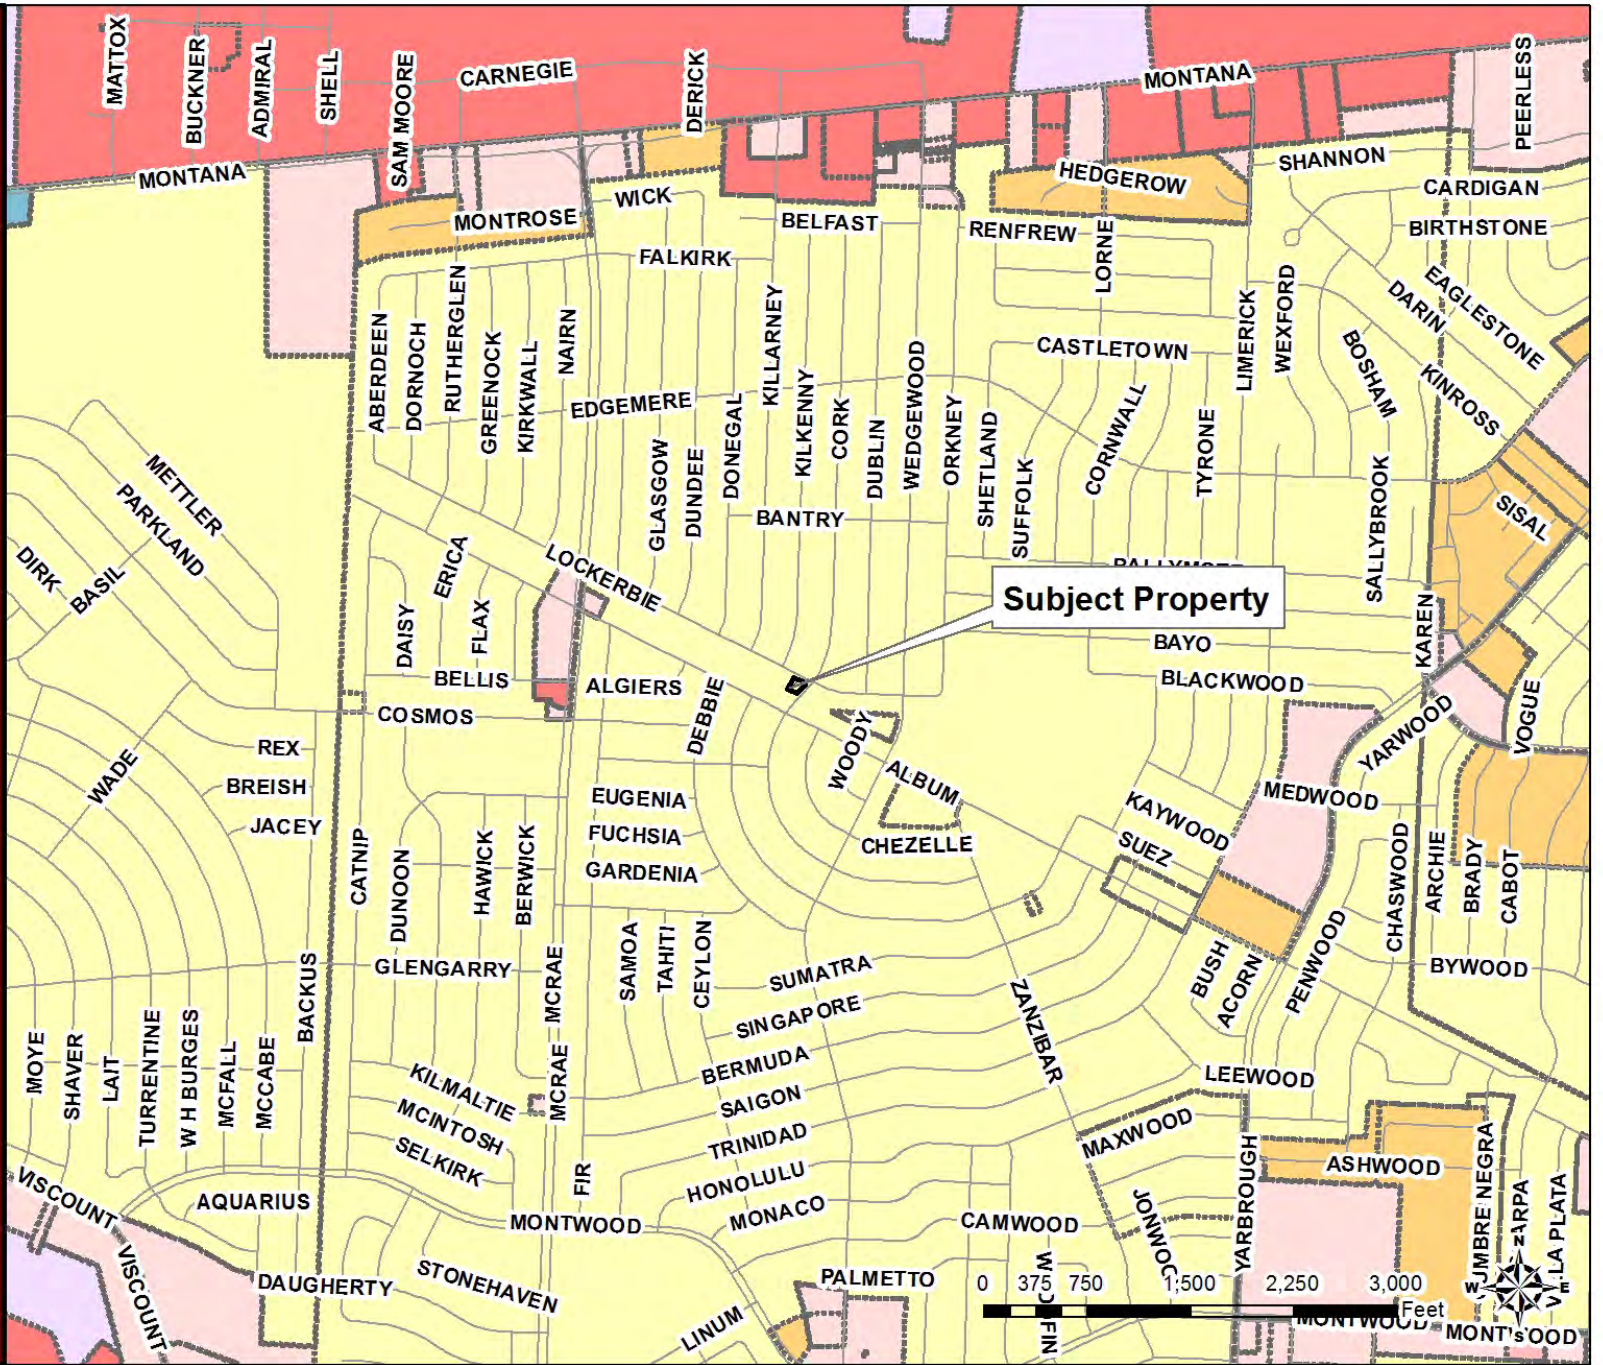 MATTOX
BUCKNER
ADMIRAL
SHELL
SAM MOORE
CARNEGIE
DERICK
MONTANA
PEERLESS
MONTANA
SHANNON
HEDGEROW
CARDIGAN
WICK
MONTROSE
BELFAST
RENFREW
BIRTHSTONE
FALKIRK
LORNE
EAGLESTONE
DARIN
ABERDEEN
DORNOCH
RUTHERGLEN
GREENOCK
KIRKWALL
NAIRN
KILLARNEY
LIMERICK
WEXFORD
CASTLETOWN
BOSHAM
KINROSS
EDGEMERE
GLASGOW
DUNDEE
DONEGAL
KILKENNY
CORK
DUBLIN
WEDGEWOOD
ORKNEY
SHETLAND
SUFFOLK
CORNWALL
TYRONE
SALLYBROOK
SISAL
METTLER
PARKLAND
BANTRY
DIRK
BASIL
LOCKERBIE
ERICA
DAISY
FLAX
Subject Property
KAREN
BAYO
BELLIS
ALGIERS
BLACKWOOD
COSMOS
DEBBIE
WOODY
YARWOOD
VOGUE
REX
WADE
BREISH
JACEY
ALBUM
EUGENIA
FUCHSIA
GARDENIA
CHEZELLE
MEDWOOD
KAYWOOD
SUEZ
CATNIP
DUNOON
HAWICK
BERWICK
CHASWOOD
ARCHIE
BRADY
CABOT
BACKUS
GLENGARRY
MCRAE
SAMOA
TAHITI
CEYLON
SUMATRA
SINGAPORE
BERMUDA
SAIGON
TRINIDAD
HONOLULU
MONACO
ZANZIBAR
BUSH
ACORN
PENWOOD
BYWOOD
MOYE
SHAVER
LAIT
TURRENTINE
W H BURGES
MCFALL
MCCABE
KILMALTIE
MCINTOSH
SELKIRK
MCRAE
LEEWOOD
MAXWOOD
YARBROUGH
ASHWOOD
FIR
VISCOUNT
AQUARIUS
MONTWOOD
CAMWOOD
ZARPA
LA PLATA
VISCOUNT
DAUGHERTY
STONEHAVEN
LINUM
PALMETTO
0 375 750 1,500 2,250 3,000
Feet
N
W E
S
MONTWOOD
MONTWOOD